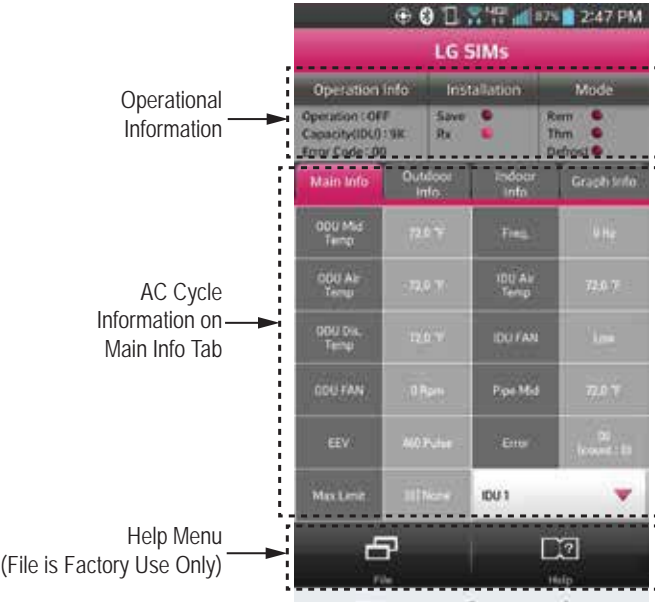 4GLTE 87% 2:47 PM
LG SIMs
Operational
Information
Operation Info Installation Mode
Operation : OFF Save Rem
Capacity(IDU) : 9K Rx Thm
Error Code : 00 Defrost
Main Info Outdoor Info Indoor Info Graph Info
AC Cycle
Information on
Main Info Tab
ODU Mid Temp 72.0 °F Freq. 0 Hz
ODU Air Temp 72.0 °F IDU Air Temp 72.0 °F
ODU Dis. Temp 72.0 °F IDU FAN Low
ODU FAN 0 Rpm Pipe Mid 72.0 °F
EEV 460 Pulse Error 00 (count : 0)
Max Limit None IDU 1
Help Menu
(File is Factory Use Only)
File Help